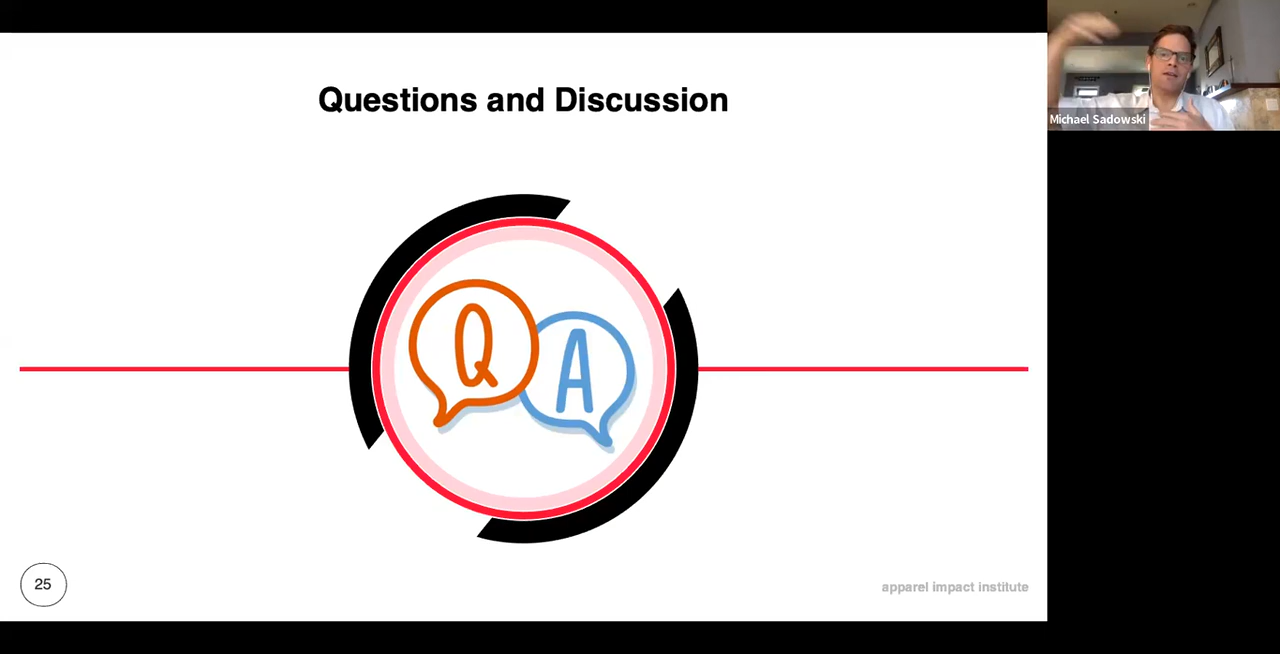 Questions and Discussion
Michael Sadowski
Q
A
25
apparel impact institute